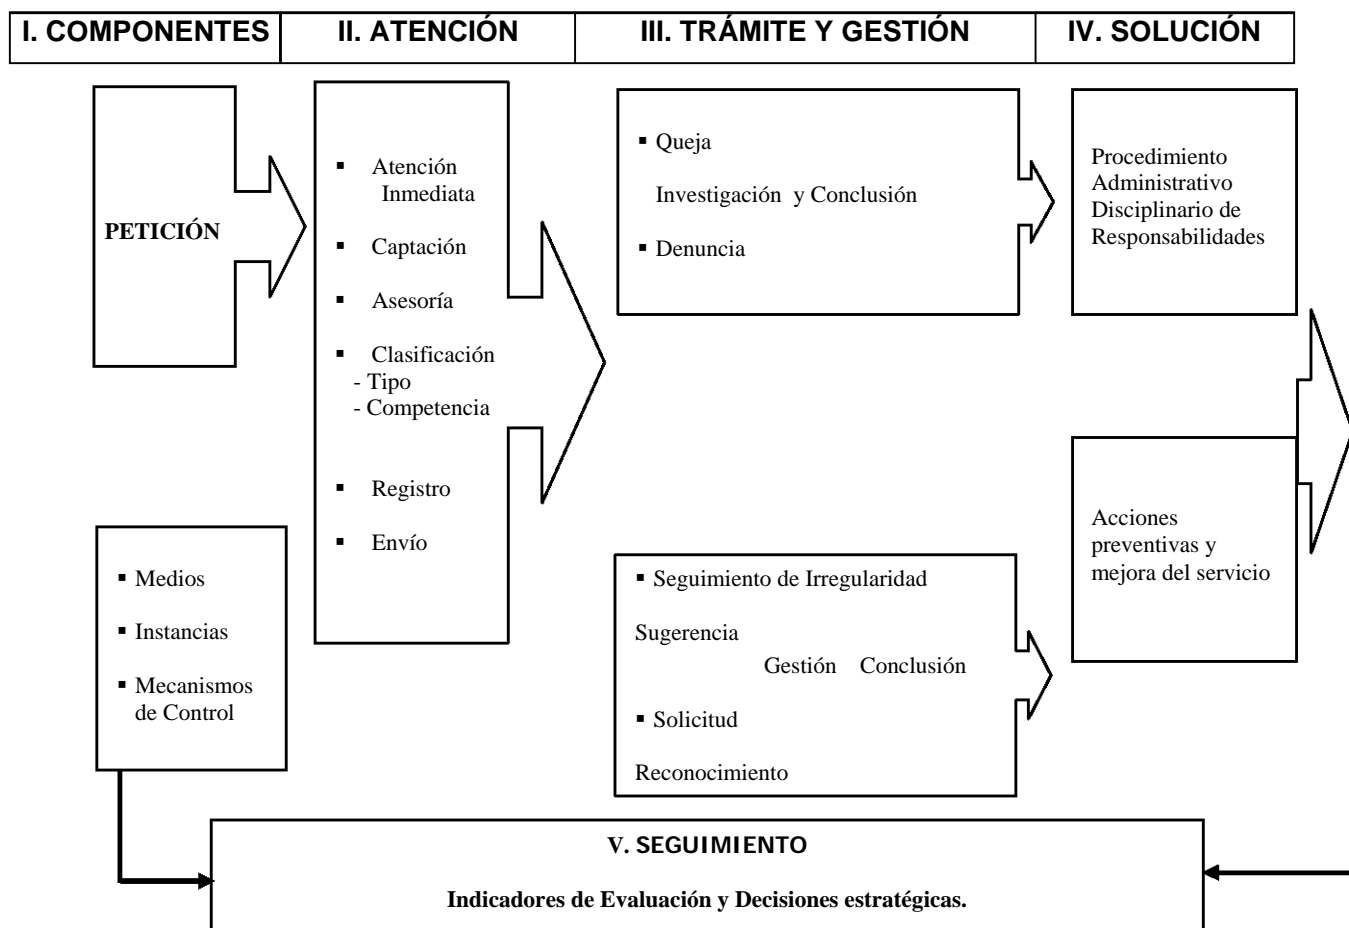 I. COMPONENTES
II. ATENCIÓN
III. TRÁMITE Y GESTIÓN
IV. SOLUCIÓN
PETICIÓN
▪ Medios
▪ Instancias
▪ Mecanismos
de Control
▪ Atención
Inmediata
▪ Captación
▪ Asesoría
▪ Clasificación
- Tipo
- Competencia
▪ Registro
▪ Envío
▪ Queja
Investigación y Conclusión
▪ Denuncia
▪ Seguimiento de Irregularidad
Sugerencia
Gestión Conclusión
▪ Solicitud
Reconocimiento
Procedimiento
Administrativo
Disciplinario de
Responsabilidades
Acciones
preventivas y
mejora del servicio
V. SEGUIMIENTO
Indicadores de Evaluación y Decisiones estratégicas.